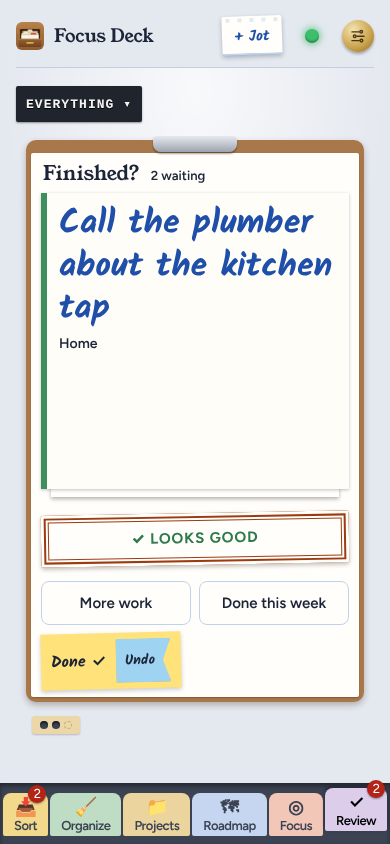 Focus Deck
+ Jot
EVERYTHING ▾
Finished? 2 waiting
Call the plumber
about the kitchen
tap
Home
✓ LOOKS GOOD
More work
Done this week
Done ✓
Undo
2
2
Sort
Organize
Projects
Roadmap
Focus
Review